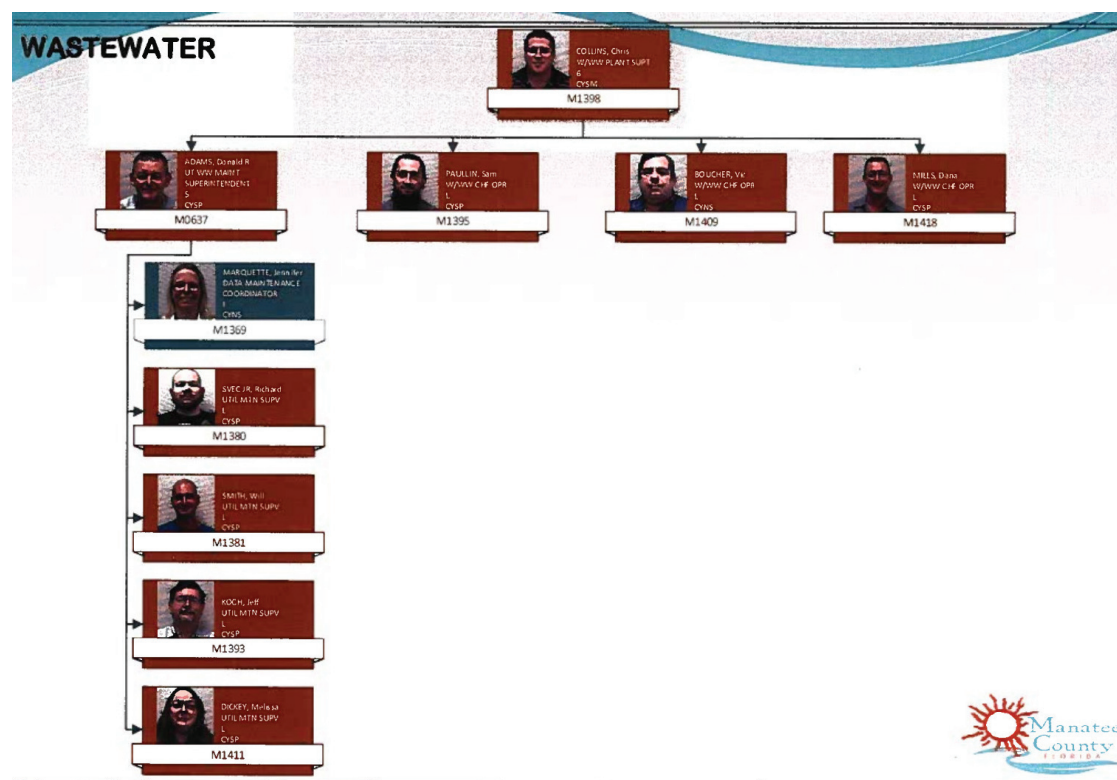 WASTEWATER
COLLINS, Chris
W/WW PLANT SUPT
6
CYSM
M1398
ADAMS, Donald R
UT WW MAINT
SUPERINTENDENT
5
CYSP
M0637
PAULLIN, Sam
W/WW CHF OPR
L
CYSP
M1395
BOUCHER, Vic
W/WW CHF OPR
L
CYNS
M1409
MILLS, Dana
W/WW CHF OPR
L
CYSP
M1418
MARQUETTE, Jennifer
DATA MAINTENANCE
COORDINATOR
CYNS
M1369
SVEC JR, Richard
UTIL MTN SUPV
L
CYSP
M1380
SMITH, Will
UTIL MTN SUPV
L
CYSP
M1381
KOCH, Jeff
UTIL MTN SUPV
L
CYSP
M1393
DICKEY, Melissa
UTIL MTN SUPV
L
CYSP
M1411
Manatee
County
FLORIDA